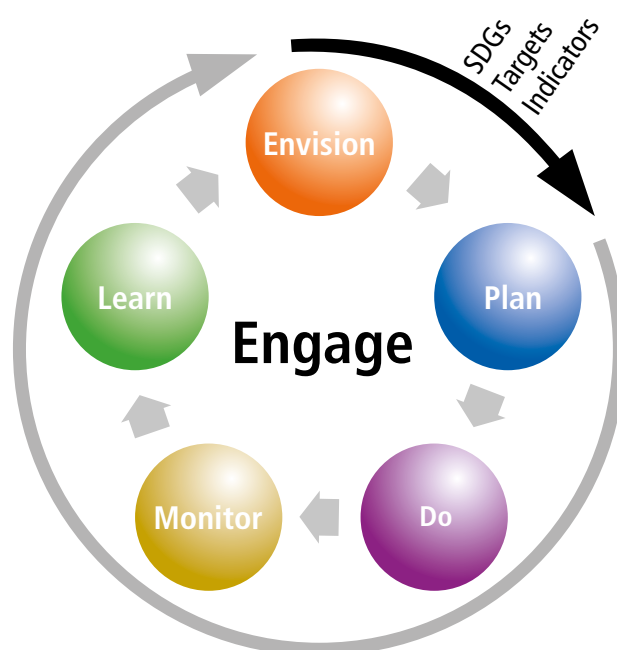 SDGs
Targets
Indicators
Envision
Learn
Plan
Engage
Monitor
Do